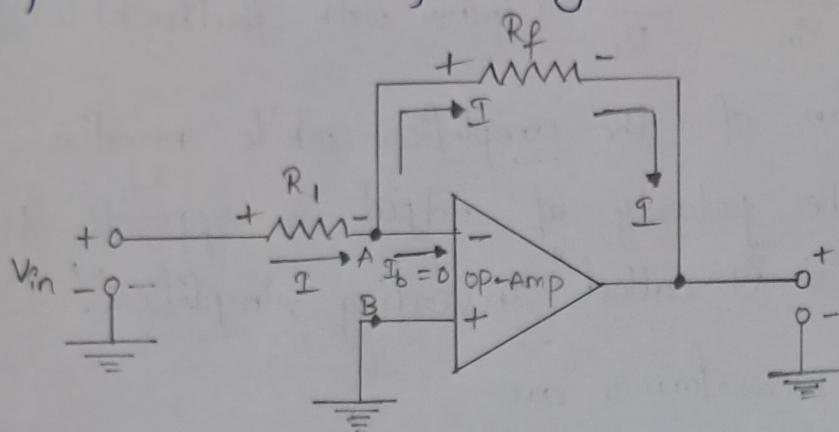 Rf
+ -
I
I
R1
+ -
+
A
Ib = 0
-
Vin
-
I
OP-Amp
B
+
+
-